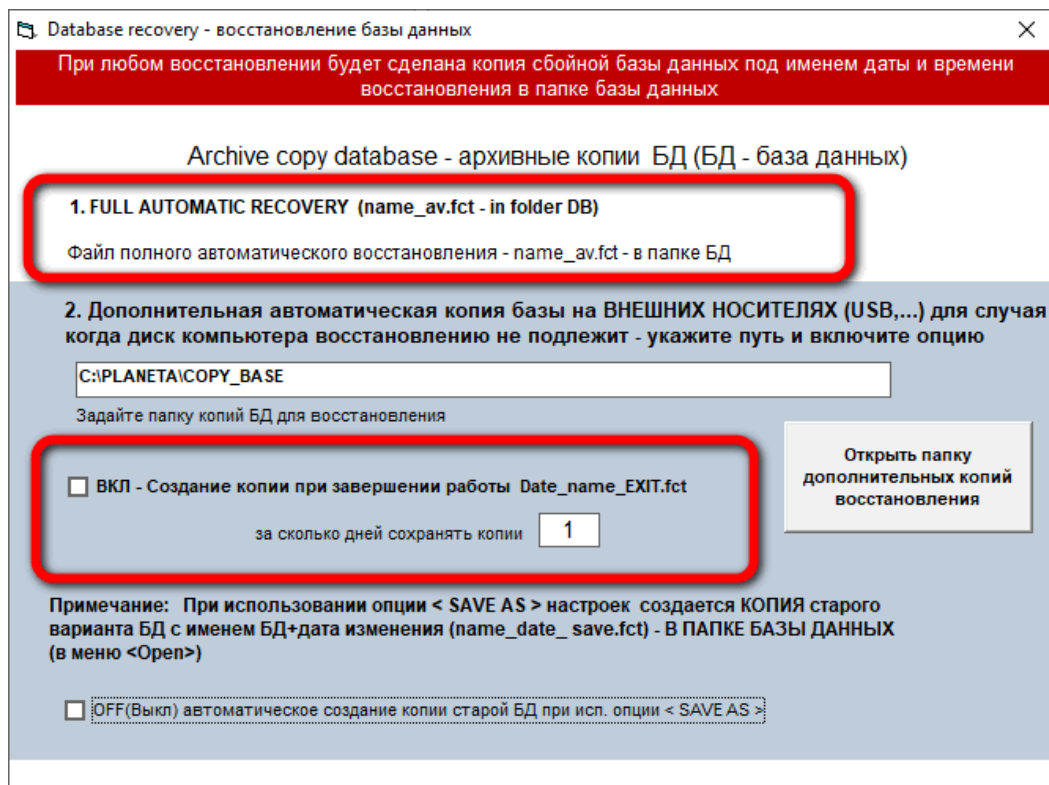 Database recovery - восстановление базы данных
При любом восстановлении будет сделана копия сбойной базы данных под именем даты и времени
восстановления в папке базы данных
Archive copy database - архивные копии БД (БД - база данных)
1. FULL AUTOMATIC RECOVERY (name_av.fct - in folder DB)
Файл полного автоматического восстановления - name_av.fct - в папке БД
2. Дополнительная автоматическая копия базы на ВНЕШНИХ НОСИТЕЛЯХ (USB,...) для случая
когда диск компьютера восстановлению не подлежит - укажите путь и включите опцию
C:\PLANETA\COPY_BASE
Задайте папку копий БД для восстановления
Открыть папку
дополнительных копий
восстановления
ВКЛ - Создание копии при завершении работы Date_name_EXIT.fct
за сколько дней сохранять копии 1
Примечание: При использовании опции < SAVE AS > настроек создается КОПИЯ старого
варианта БД с именем БД+дата изменения (name_date_ save.fct) - В ПАПКЕ БАЗЫ ДАННЫХ
(в меню <Open>)
OFF(Выкл) автоматическое создание копии старой БД при исп. опции < SAVE AS >